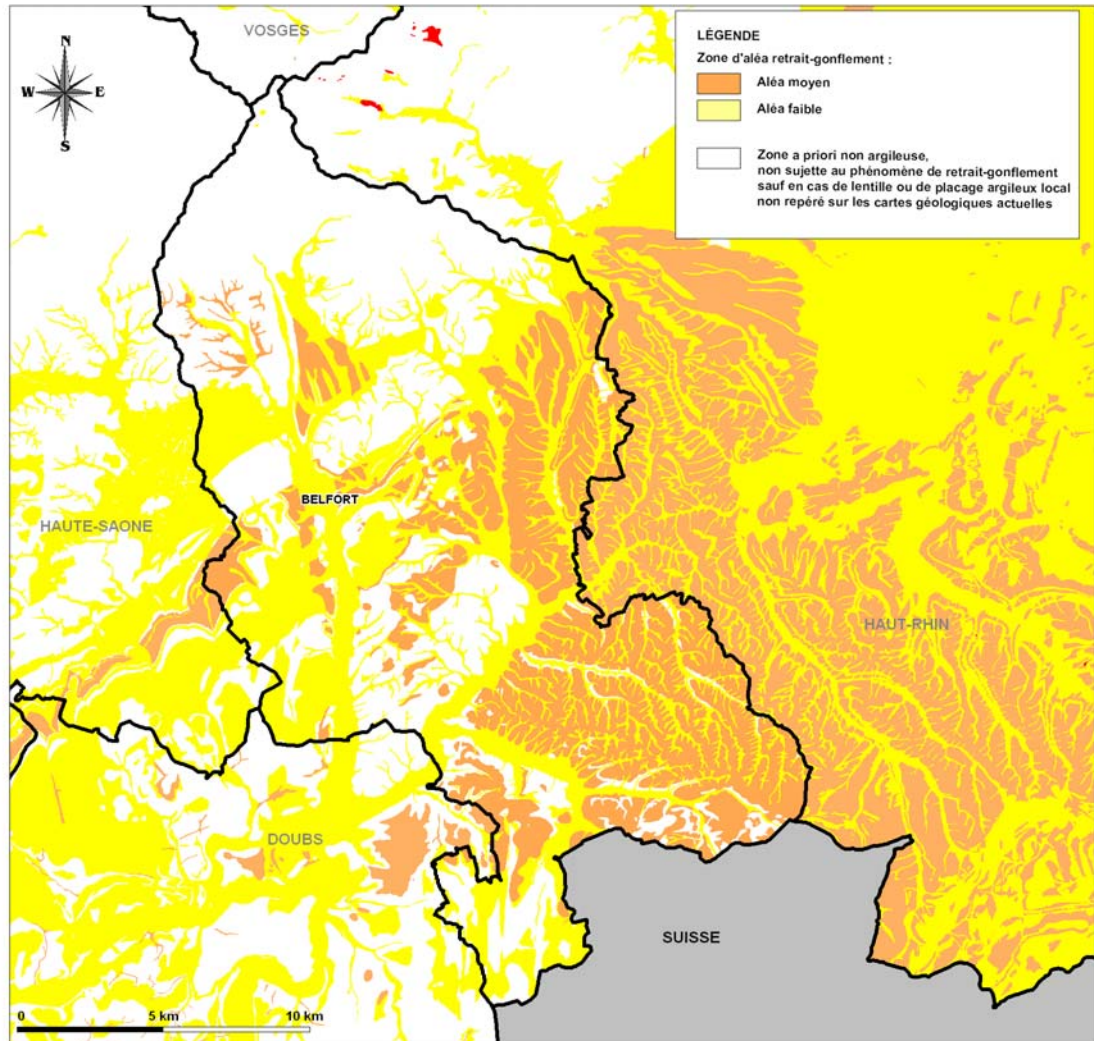 VOSGES
N
W E
S
LÉGENDE
Zone d'aléa retrait-gonflement :
Aléa moyen
Aléa faible
Zone a priori non argileuse,
non sujette au phénomène de retrait-gonflement
sauf en cas de lentille ou de placage argileux local
non repéré sur les cartes géologiques actuelles
BELFORT
HAUTE-SAONE
HAUT-RHIN
DOUBS
SUISSE
0 5 km 10 km